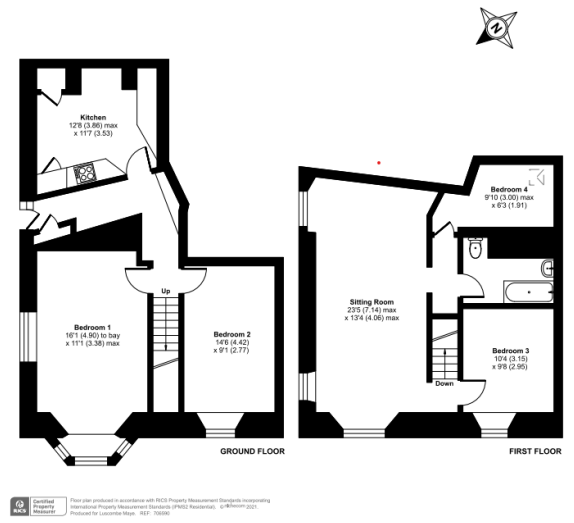 N
Kitchen
12'8 (3.86) max
x 11'7 (3.53)
Bedroom 4
9'10 (3.00) max
x 6'3 (1.91)
Up
Sitting Room
23'5 (7.14) max
x 13'4 (4.06) max
Bedroom 1
16'1 (4.90) to bay
x 11'1 (3.38) max
Bedroom 2
14'6 (4.42)
x 9'1 (2.77)
Bedroom 3
10'4 (3.15)
x 9'8 (2.95)
Down
GROUND FLOOR
FIRST FLOOR
RICS
Certified
Property
Measurer
Floor plan produced in accordance with RICS Property Measurement Standards incorporating
International Property Measurement Standards (IPMS2 Residential). © 2021.
Produced for Luscombe Maye. REF: